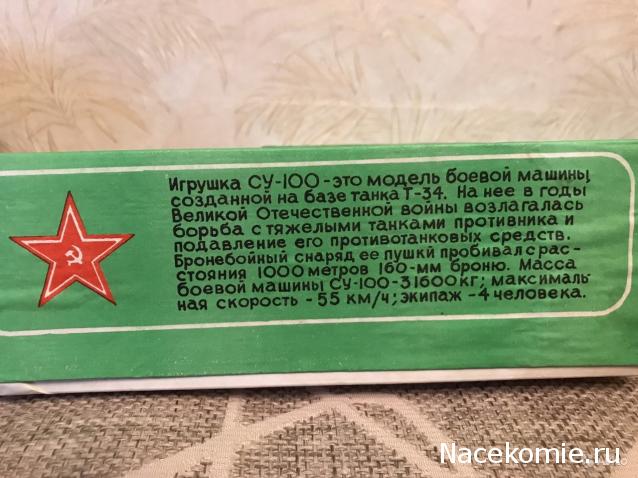 Игрушка СУ-100-это модель боевой машины,
созданной на базе танка Т-34. На нее в годы
Великой Отечественной войны возлагалась
борьба с тяжелыми танками противника и
подавление его противотанковых средств.
Бронебойный снаряд ее пушки пробивал с рас-
стояния 1000 метров 160-мм броню. Масса
боевой машины СУ-100-31600кг; максималь-
ная скорость - 55 км/ч; экипаж - 4 человека.
Nacekomie.ru